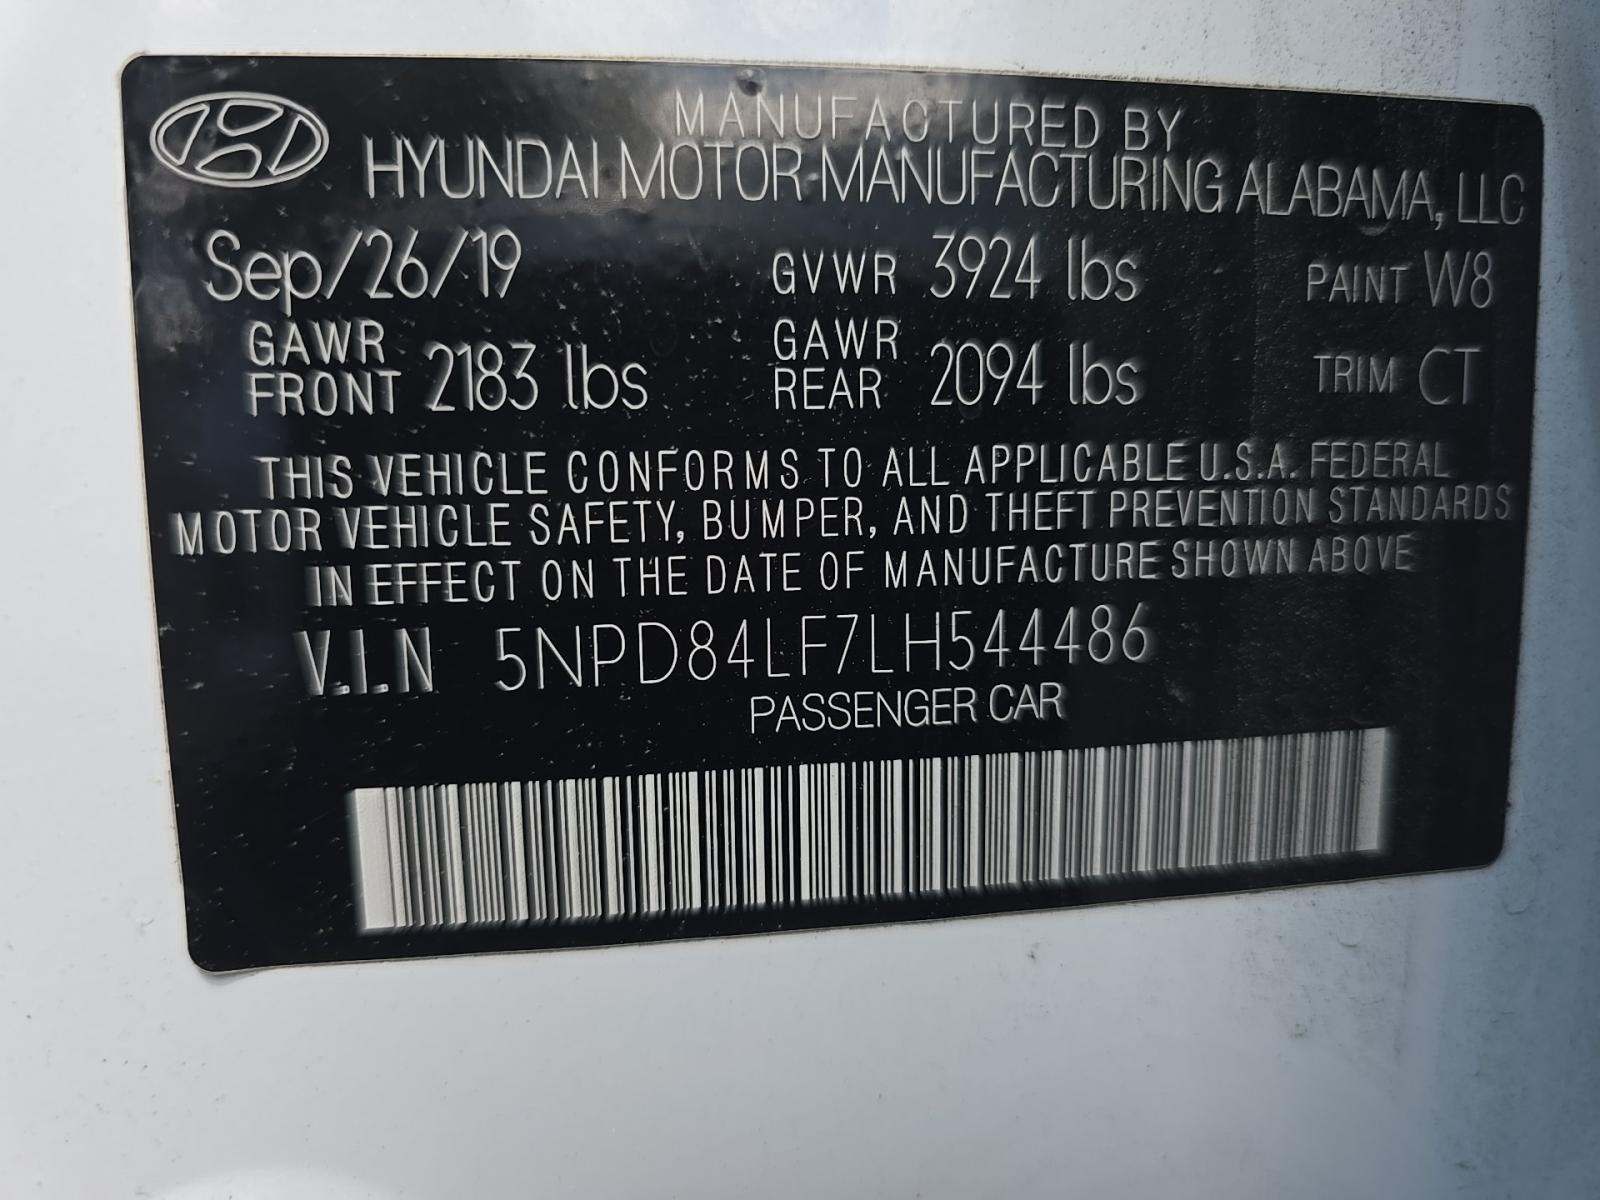 MANUFACTURED BY
HYUNDAI MOTOR MANUFACTURING ALABAMA, LLC
Sep/26/19 GVWR 3924 lbs PAINT W8
GAWR FRONT 2183 lbs GAWR REAR 2094 lbs TRIM CT
THIS VEHICLE CONFORMS TO ALL APPLICABLE U.S.A. FEDERAL
MOTOR VEHICLE SAFETY, BUMPER, AND THEFT PREVENTION STANDARDS
IN EFFECT ON THE DATE OF MANUFACTURE SHOWN ABOVE
V.I.N 5NPD84LF7LH544486
PASSENGER CAR